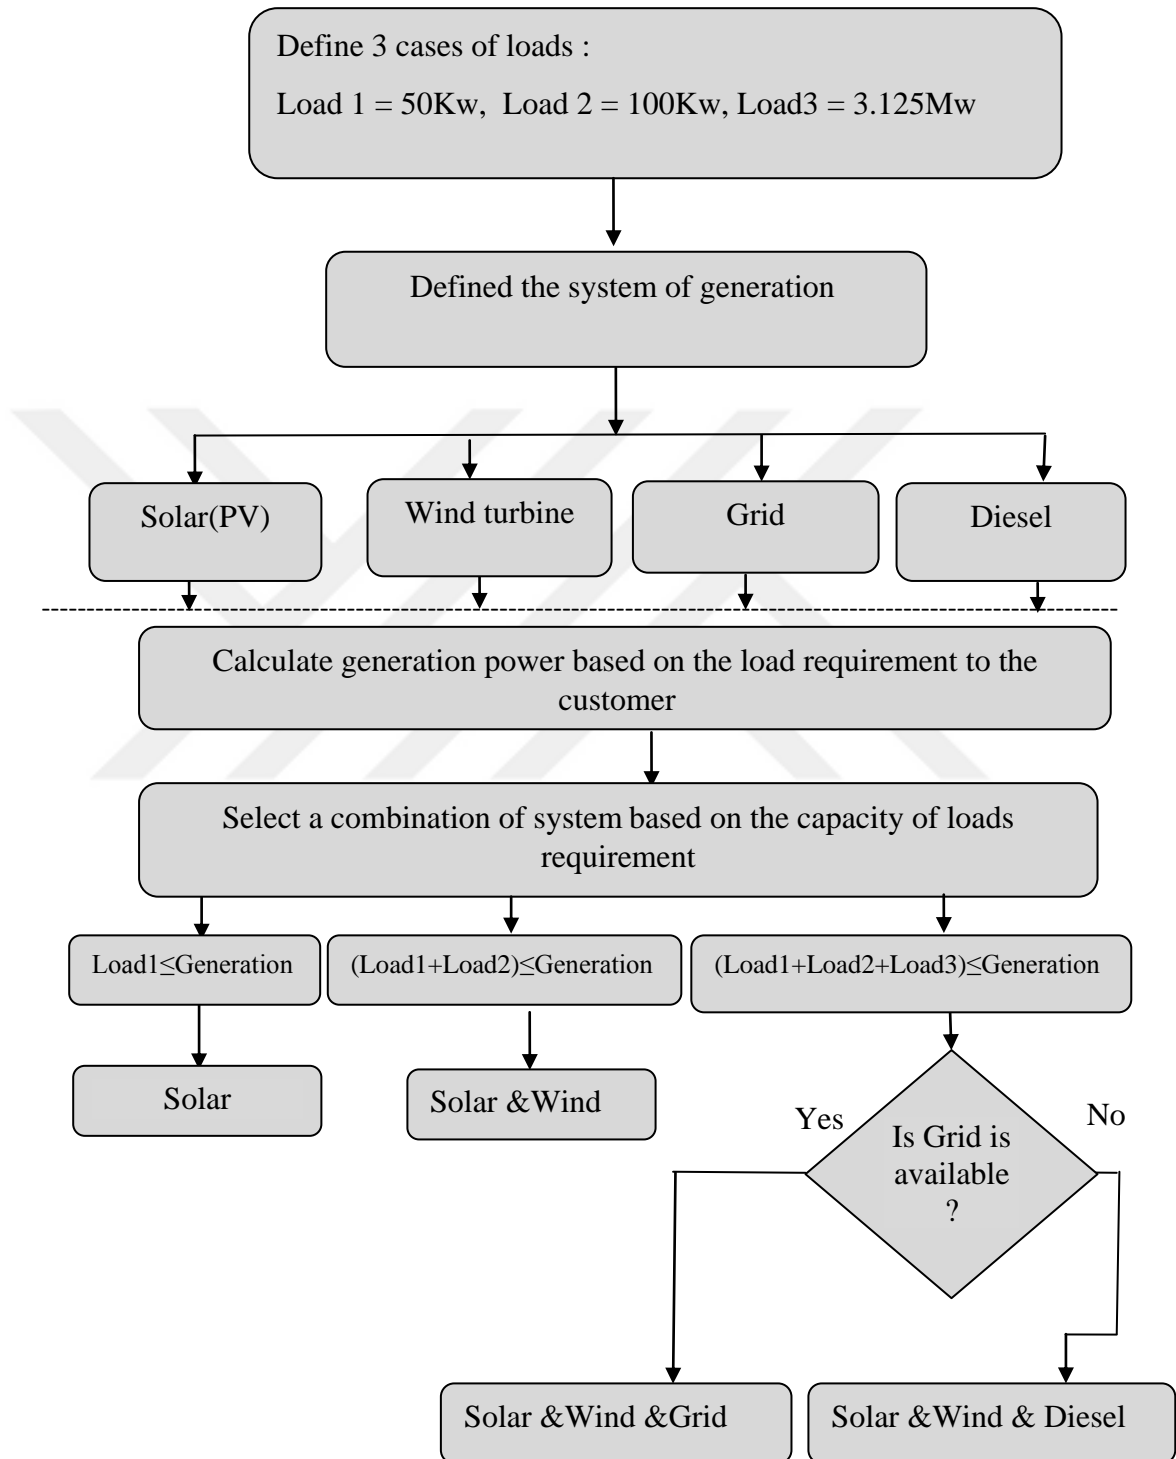 Define 3 cases of loads :
Load 1 = 50Kw, Load 2 = 100Kw, Load3 = 3.125Mw
Defined the system of generation
Solar(PV)
Wind turbine
Grid
Diesel
Calculate generation power based on the load requirement to the
customer
Select a combination of system based on the capacity of loads
requirement
Load1≤Generation
(Load1+Load2)≤Generation
(Load1+Load2+Load3)≤Generation
Solar
Solar &Wind
Yes
No
Is Grid is
available
?
Solar &Wind &Grid
Solar &Wind & Diesel